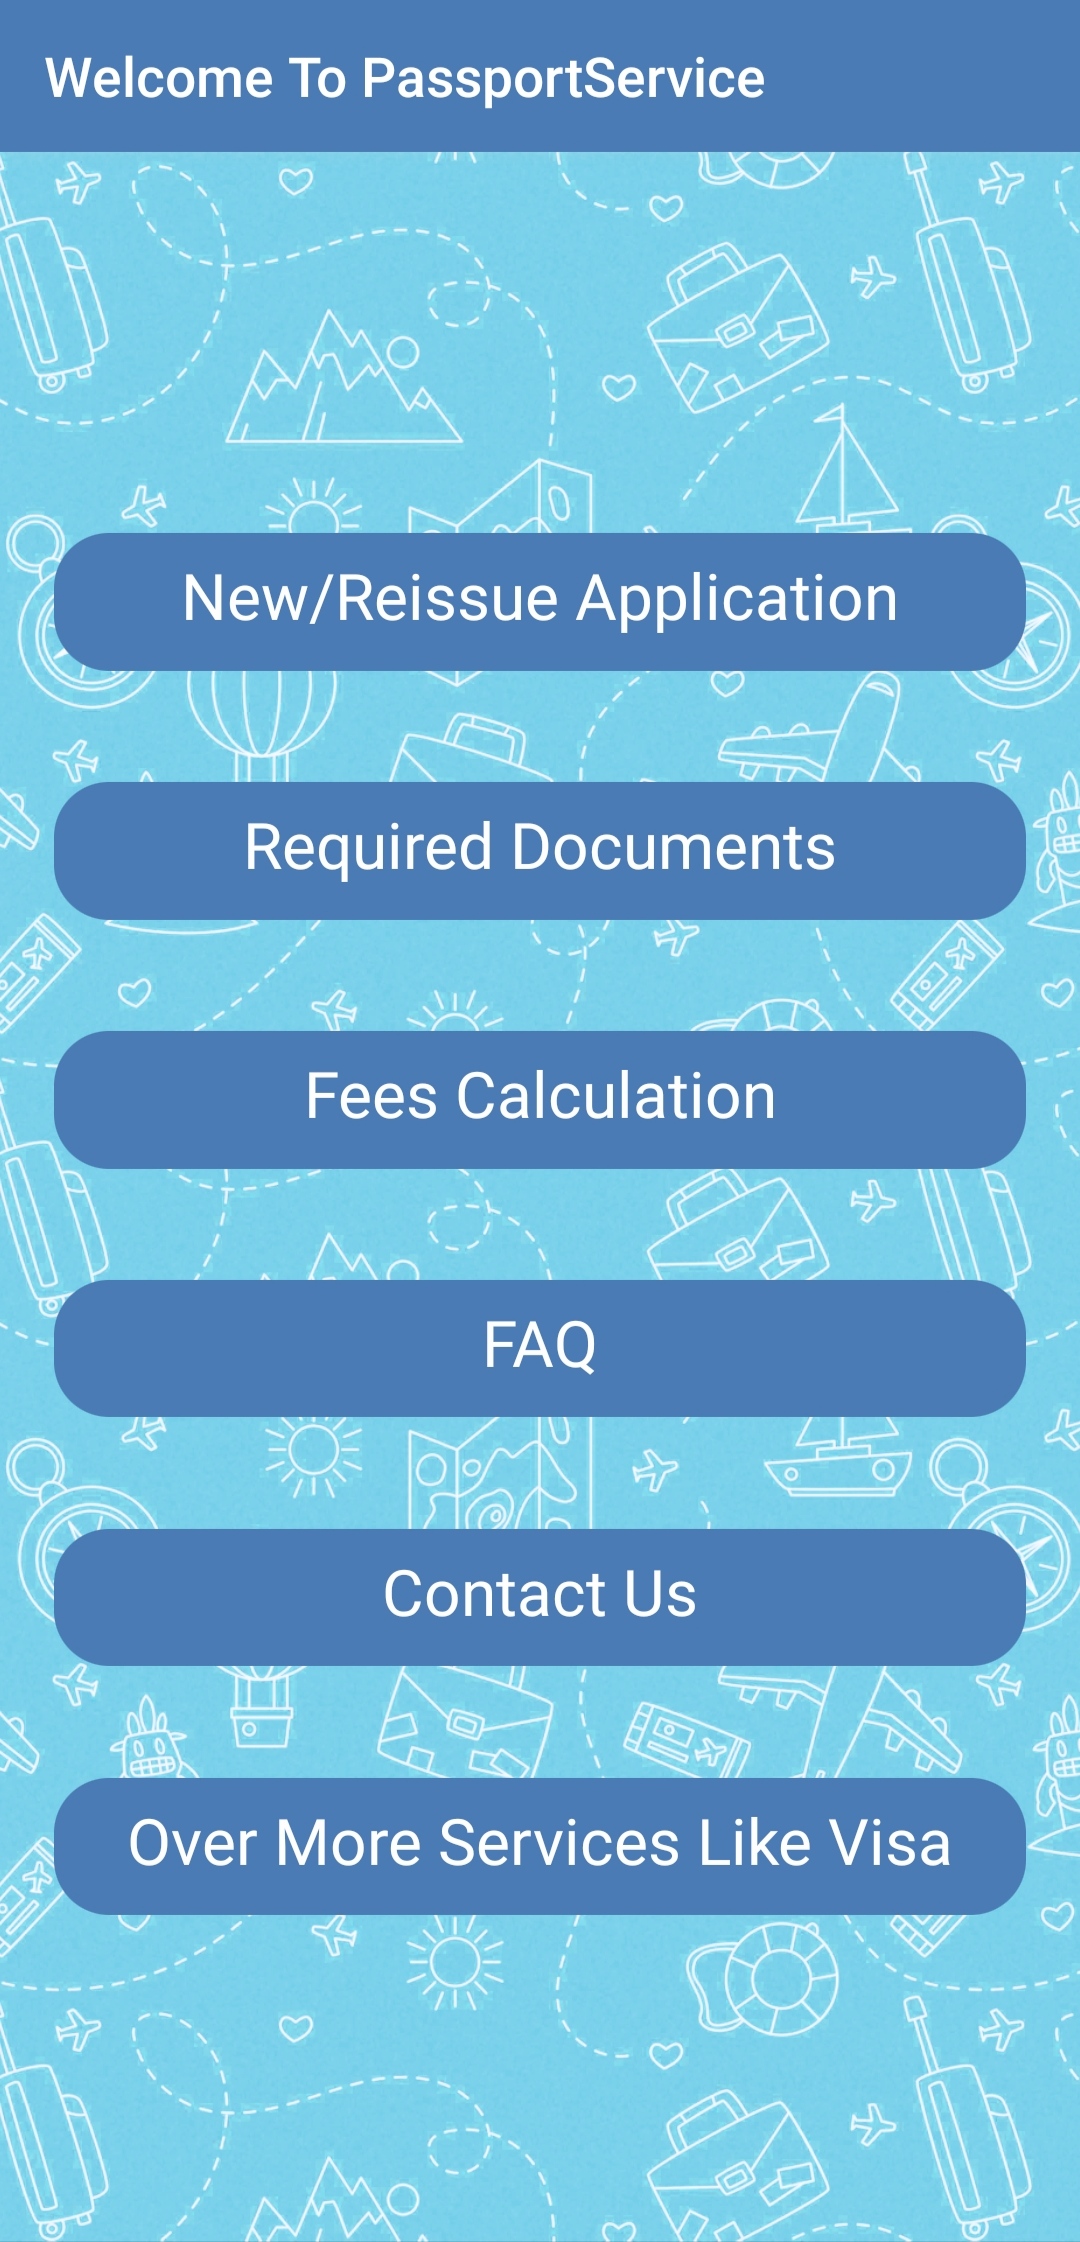 Welcome To PassportService
New/Reissue Application
Required Documents
Fees Calculation
FAQ
Contact Us
Over More Services Like Visa